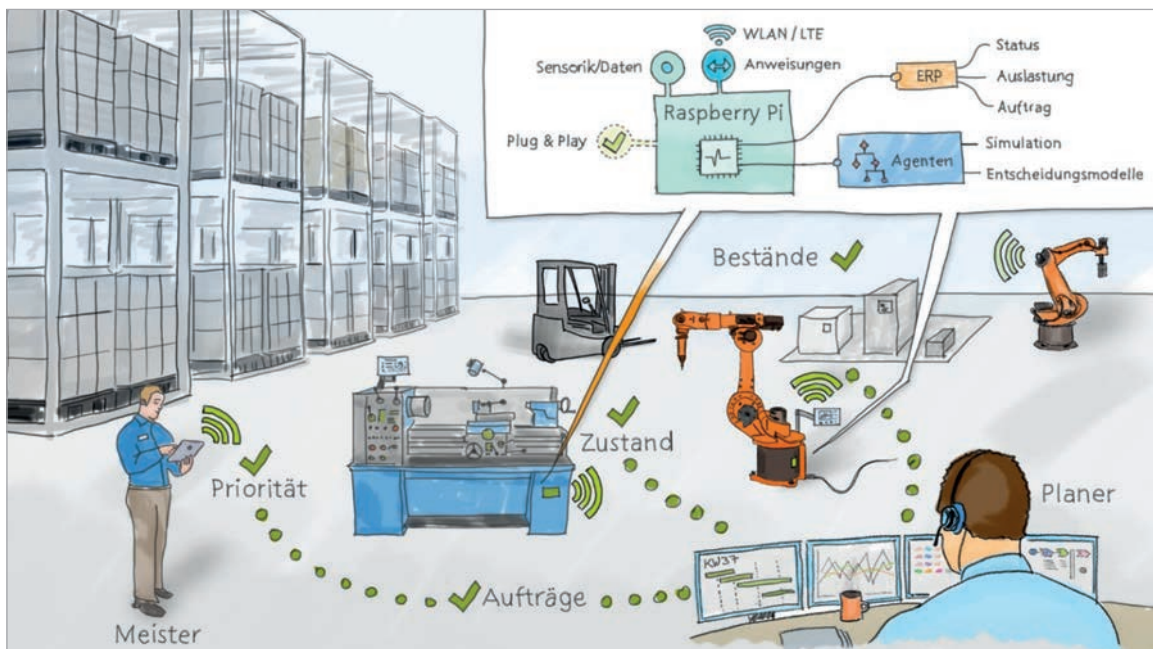 WLAN / LTE
Sensorik/Daten
Anweisungen
Raspberry Pi
Plug & Play
ERP
Status
Auslastung
Auftrag
Agenten
Simulation
Entscheidungsmodelle
Bestände
Zustand
Priorität
Planer
KW37
Aufträge
Meister